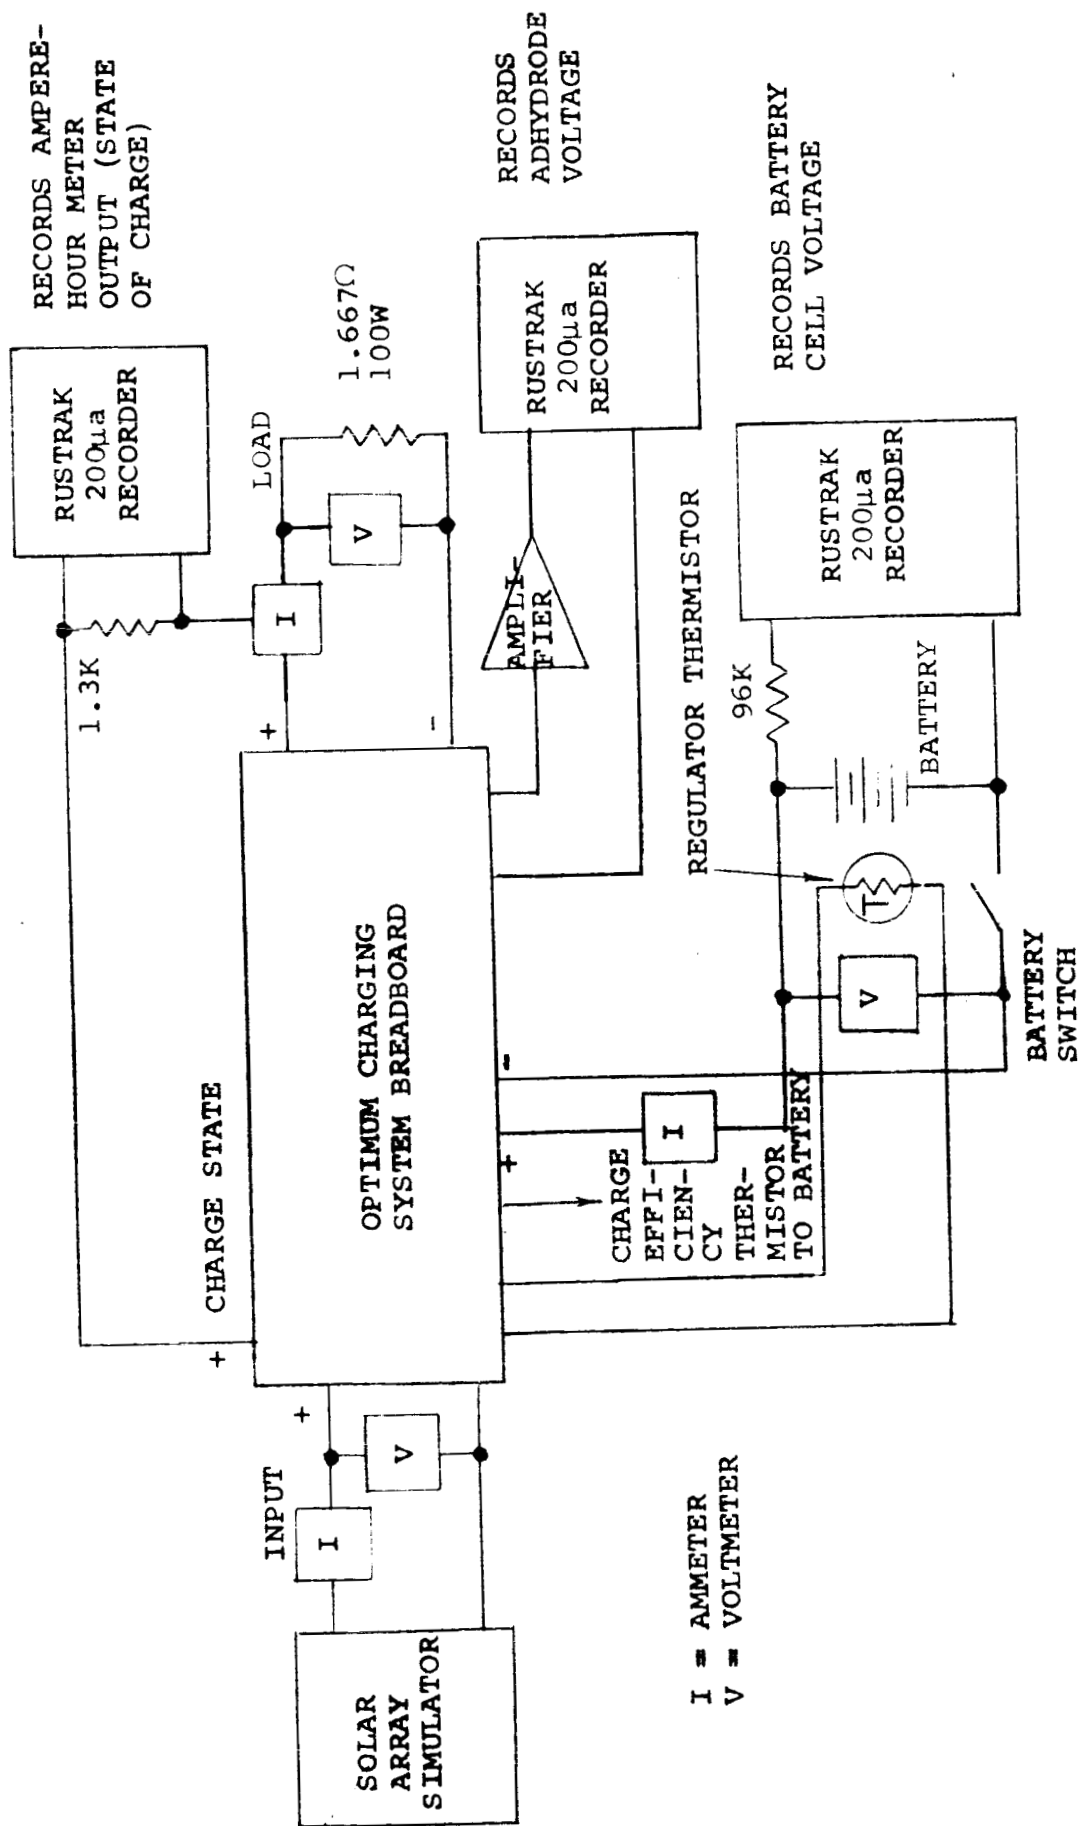 RECORDS AMPERE-
HOUR METER
OUTPUT (STATE
OF CHARGE)
RUSTRAK
200µa
RECORDER
1.3K
CHARGE STATE
+
INPUT
I
V
+
SOLAR
ARRAY
SIMULATOR
OPTIMUM CHARGING
SYSTEM BREADBOARD
+
-
I
LOAD
V
1.667Ω
100W
AMPLI-
FIER
RUSTRAK
200µa
RECORDER
RECORDS
ADHYDRODE
VOLTAGE
+
-
CHARGE
EFFI-
CIEN-
CY
THER-
MISTOR
TO BATTERY
I
V
REGULATOR THERMISTOR
T
96K
BATTERY
BATTERY
SWITCH
RUSTRAK
200µa
RECORDER
RECORDS BATTERY
CELL VOLTAGE
I = AMMETER
V = VOLTMETER